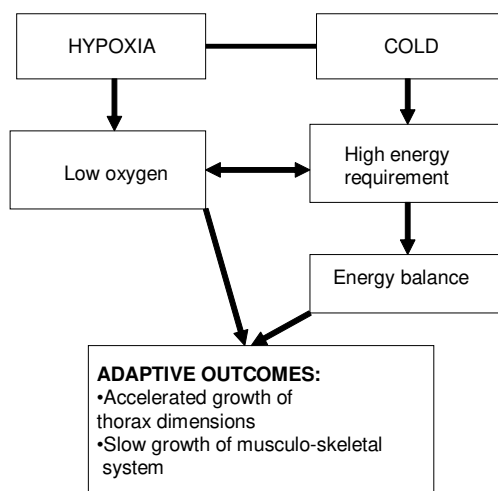 HYPOXIA
COLD
Low oxygen
High energy
requirement
Energy balance
ADAPTIVE OUTCOMES:
•Accelerated growth of
thorax dimensions
•Slow growth of musculo-skeletal
system